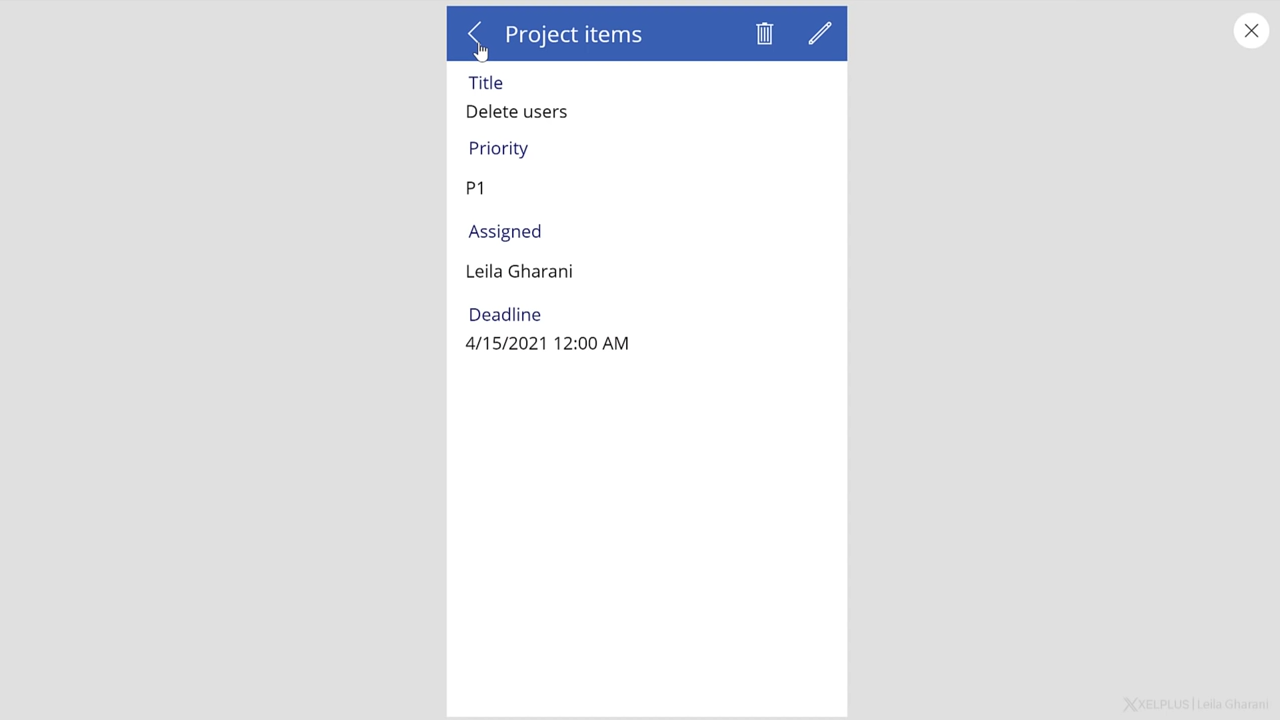 Project items
Title
Delete users
Priority
P1
Assigned
Leila Gharani
Deadline
4/15/2021 12:00 AM
XELPLUS | Leila Gharani